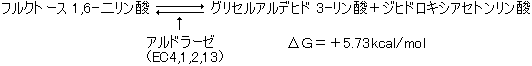 フルクトース 1,6-二リン酸 グリセルアルデヒド 3-リン酸＋ジヒドロキシアセトンリン酸
アルドラーゼ
(EC4,1,2,13) △G＝＋5.73kcal/mol